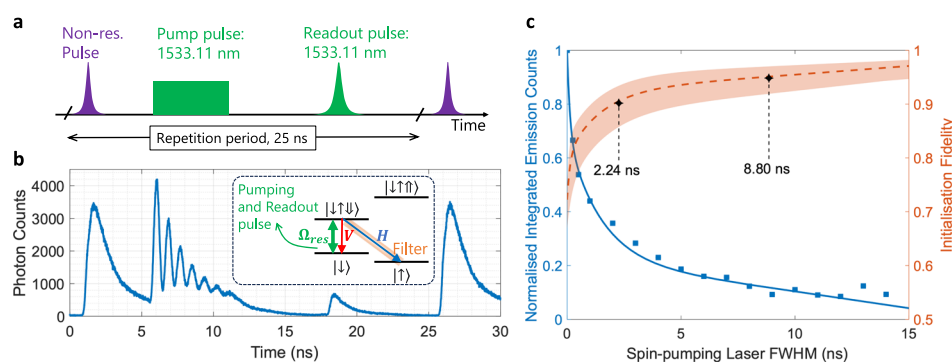 a
Non-res.
Pulse
Pump pulse:
1533.11 nm
Readout pulse:
1533.11 nm
Time
Repetition period, 25 ns
b
Photon Counts
4000
3000
2000
1000
0
0
5
10
15
20
25
30
Time (ns)
Pumping
and Readout
pulse
|↓↑⇑⟩
|↓↑⇓⟩
Ωres
V
H
Filter
|↓⟩
|↑⟩
c
Normalised Integrated Emission Counts
1
0.8
0.6
0.4
0.2
0
2.24 ns
8.80 ns
0
5
10
15
Spin-pumping Laser FWHM (ns)
1.0
0.9
0.8
0.7
0.6
0.5
Initialisation Fidelity